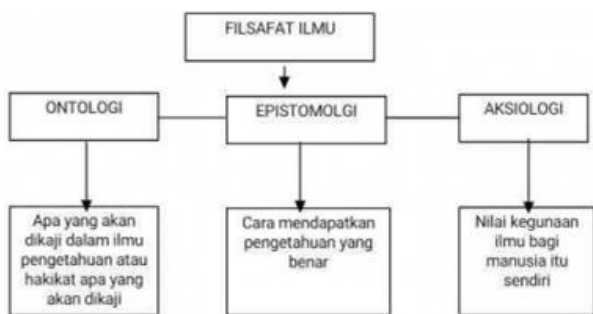 FILSAFAT ILMU
ONTOLOGI
EPISTOMOLGI
AKSIOLOGI
Apa yang akan
dikaji dalam ilmu
pengetahuan atau
hakikat apa yang
akan dikaji
Cara mendapatkan
pengetahuan yang
benar
Nilai kegunaan
ilmu bagi
manusia itu
sendiri